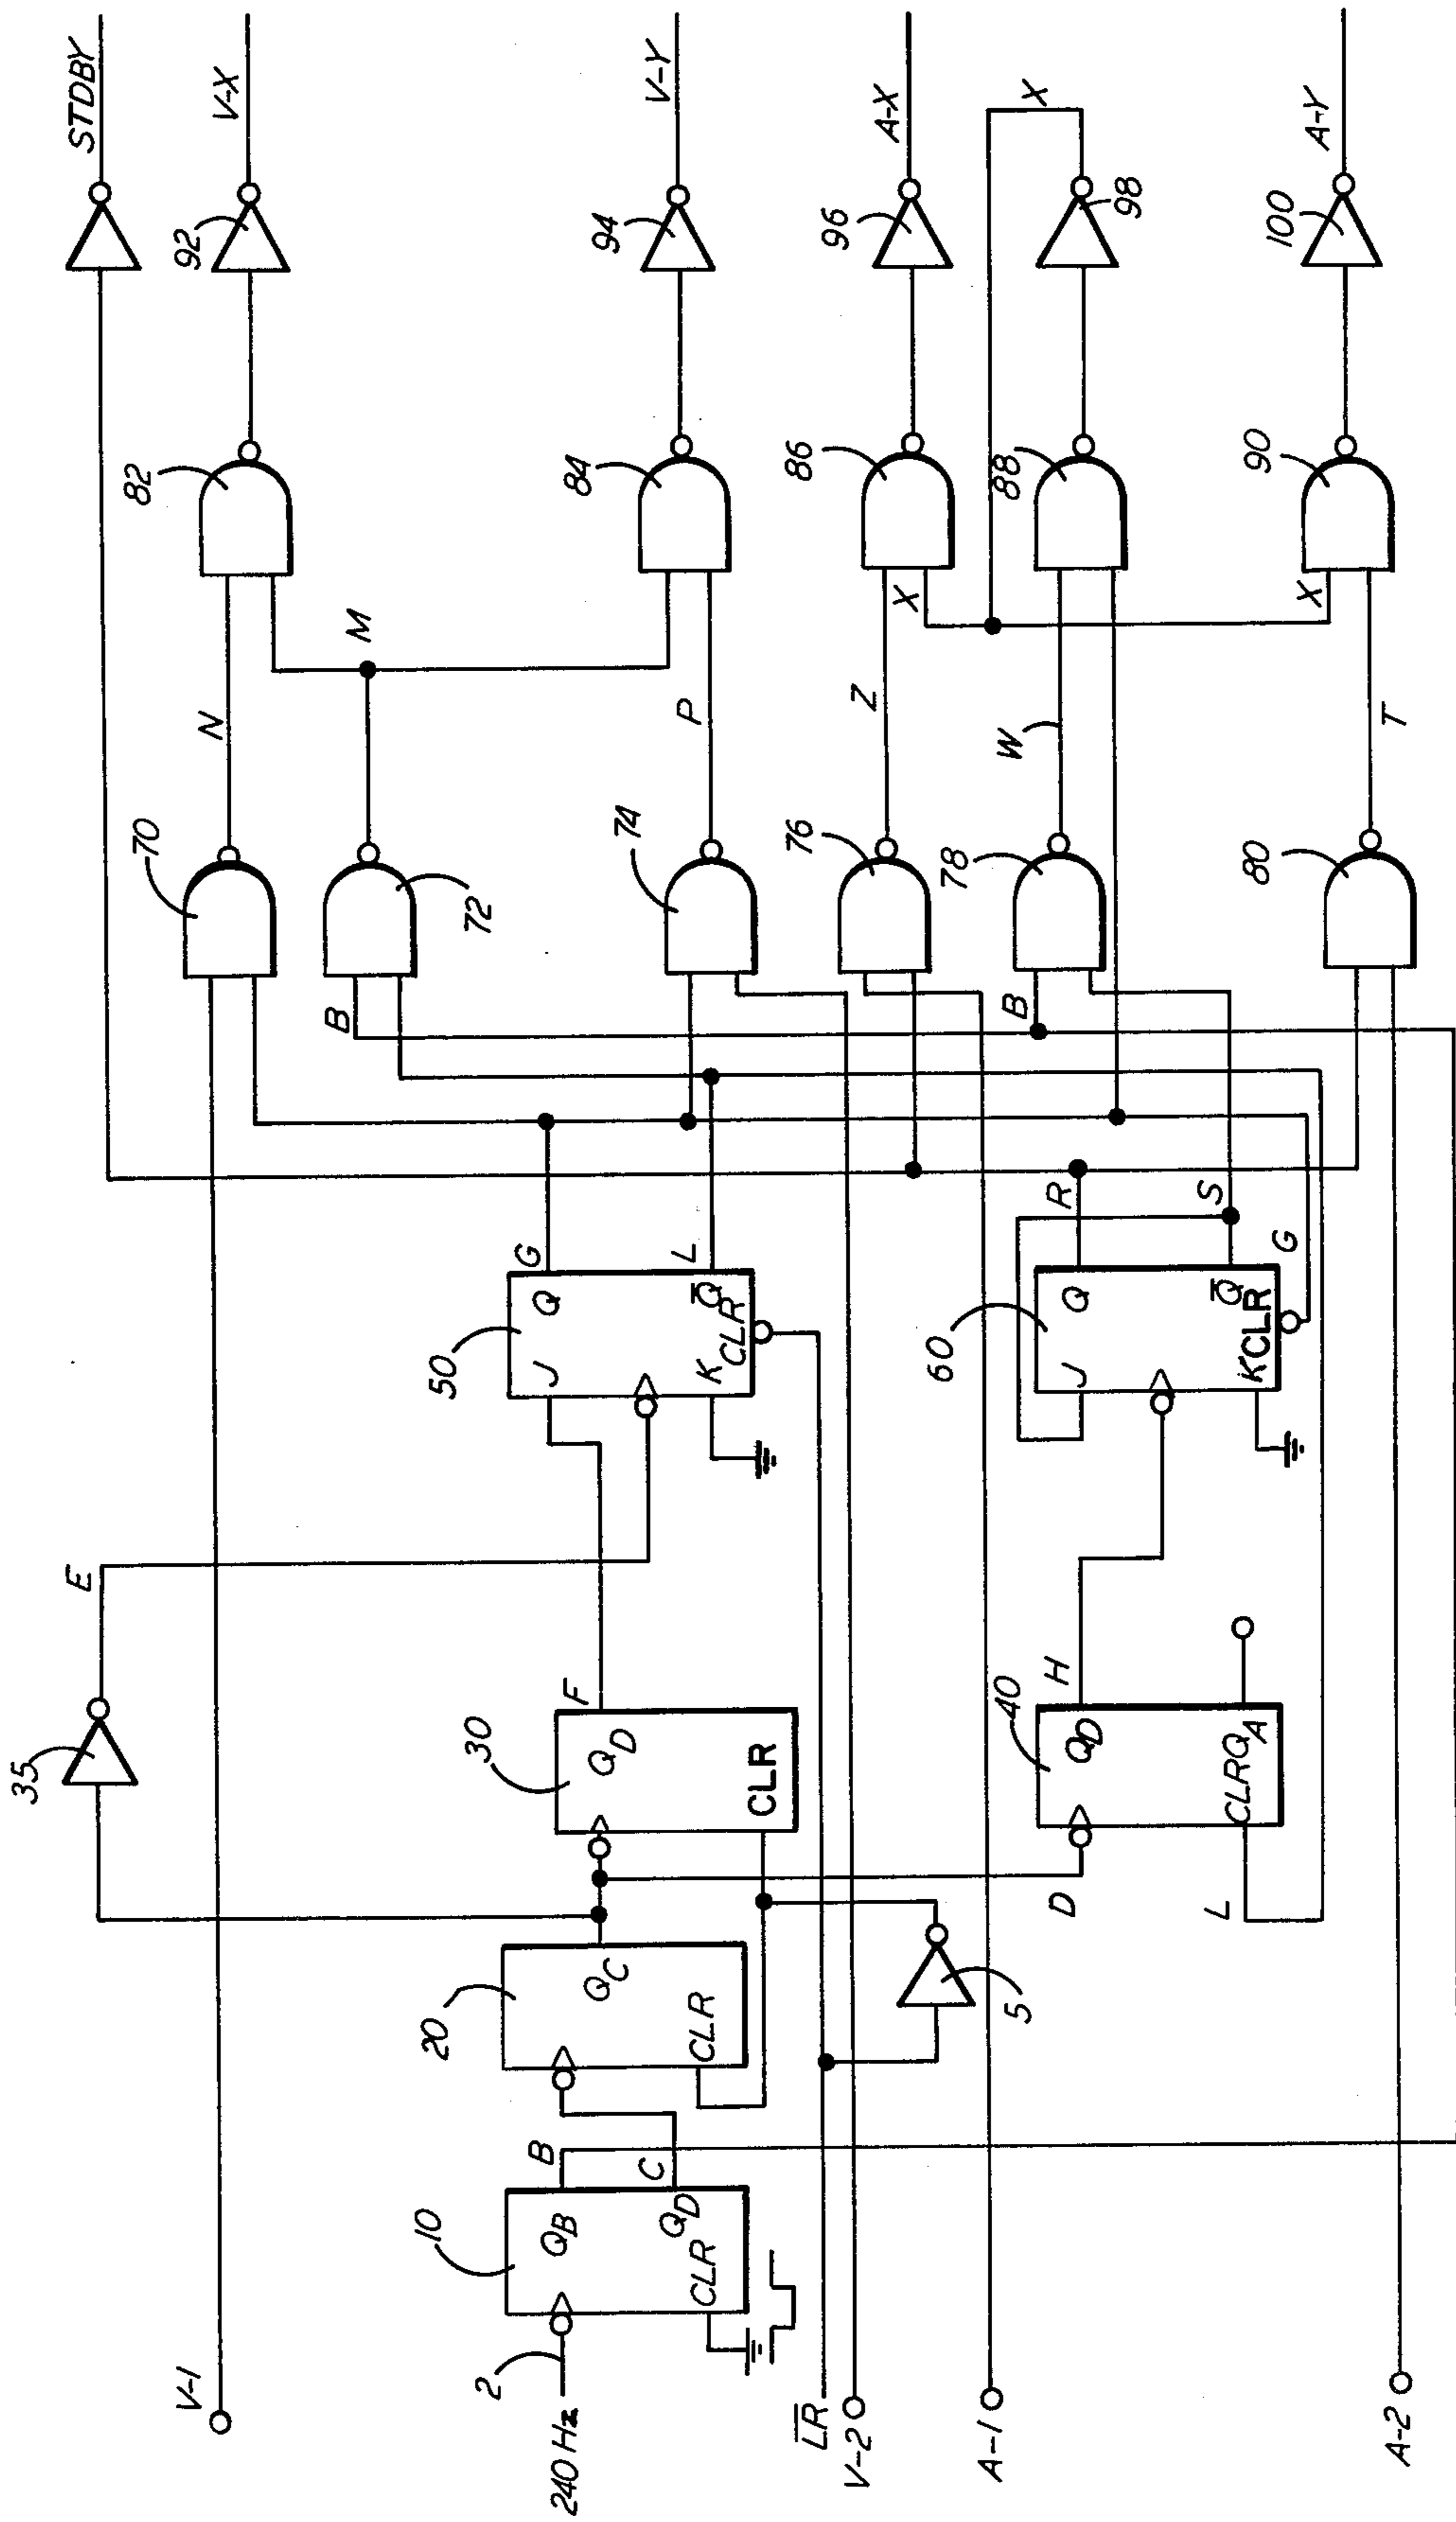 STDBY
92
V-X
94
V-Y
96
A-X
98
X
100
A-Y
82
84
86
88
90
N
M
P
Z
X
W
X
T
70
72
74
76
78
80
B
B
G
L
R
S
G
50
J
Q
K
Q̅
CLR
60
J
Q
K
Q̅
CLR
E
35
F
30
QD
CLR
H
40
QD
CLR
QA
D
L
20
QC
CLR
5
B
C
10
QB
QD
CLR
2
240 Hz
V-1
L̅R̅
V-2
A-1
A-2